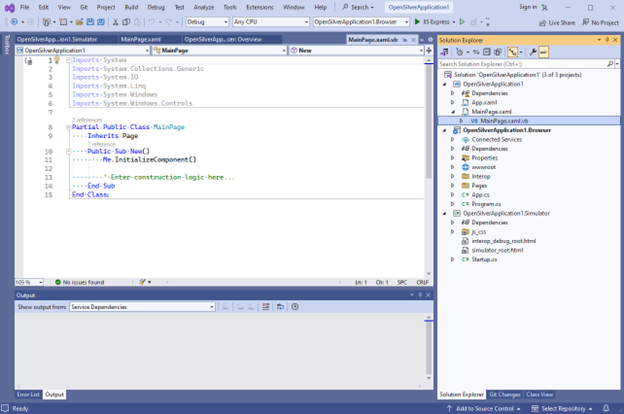 File Edit View Git Project Build Debug Test Analyze Tools Extensions Window Help Search OpenSilverApplication1 Sign in
Debug Any CPU OpenSilverApplication1.Browser IIS Express Live Share No Project
Toolbox
OpenSilverApp...ion1.Simulator MainPage.xaml OpenSilverApp...ser: Overview MainPage.xaml.vb
OpenSilverApplication1 MainPage New
1 Imports System
2 Imports System.Collections.Generic
3 Imports System.IO
4 Imports System.Linq
5 Imports System.Windows
6 Imports System.Windows.Controls
7
2 references
8 Partial Public Class MainPage
9 Inherits Page
1 reference
10 Public Sub New()
11 Me.InitializeComponent()
12
13 ' Enter construction logic here...
14 End Sub
15 End Class
105 % No issues found Ln: 1 Ch: 1 SPC CRLF
Output
Show output from: Service Dependencies
Error List Output
Solution Explorer
Search Solution Explorer (Ctrl+;)
Solution 'OpenSilverApplication1' (3 of 3 projects)
OpenSilverApplication1
Dependencies
App.xaml
MainPage.xaml
VB MainPage.xaml.vb
OpenSilverApplication1.Browser
Connected Services
Dependencies
Properties
wwwroot
Interop
Pages
C# App.cs
C# Program.cs
OpenSilverApplication1.Simulator
Dependencies
js_css
interop_debug_root.html
simulator_root.html
C# Startup.cs
Solution Explorer Git Changes Class View
Ready Add to Source Control Select Repository